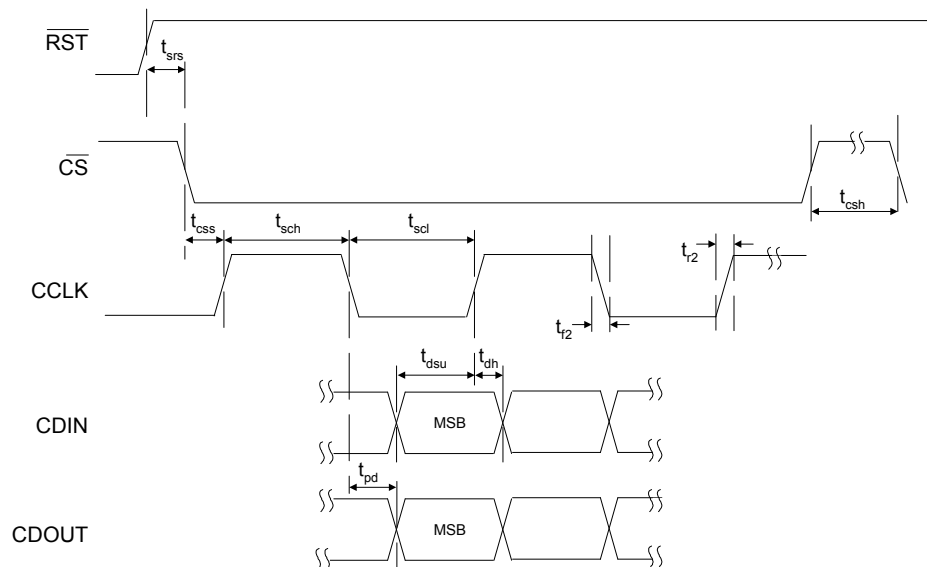 RST
t_srs
CS
t_csh
t_css
t_sch
t_scl
t_r2
CCLK
t_f2
t_dsu
t_dh
CDIN
MSB
t_pd
CDOUT
MSB